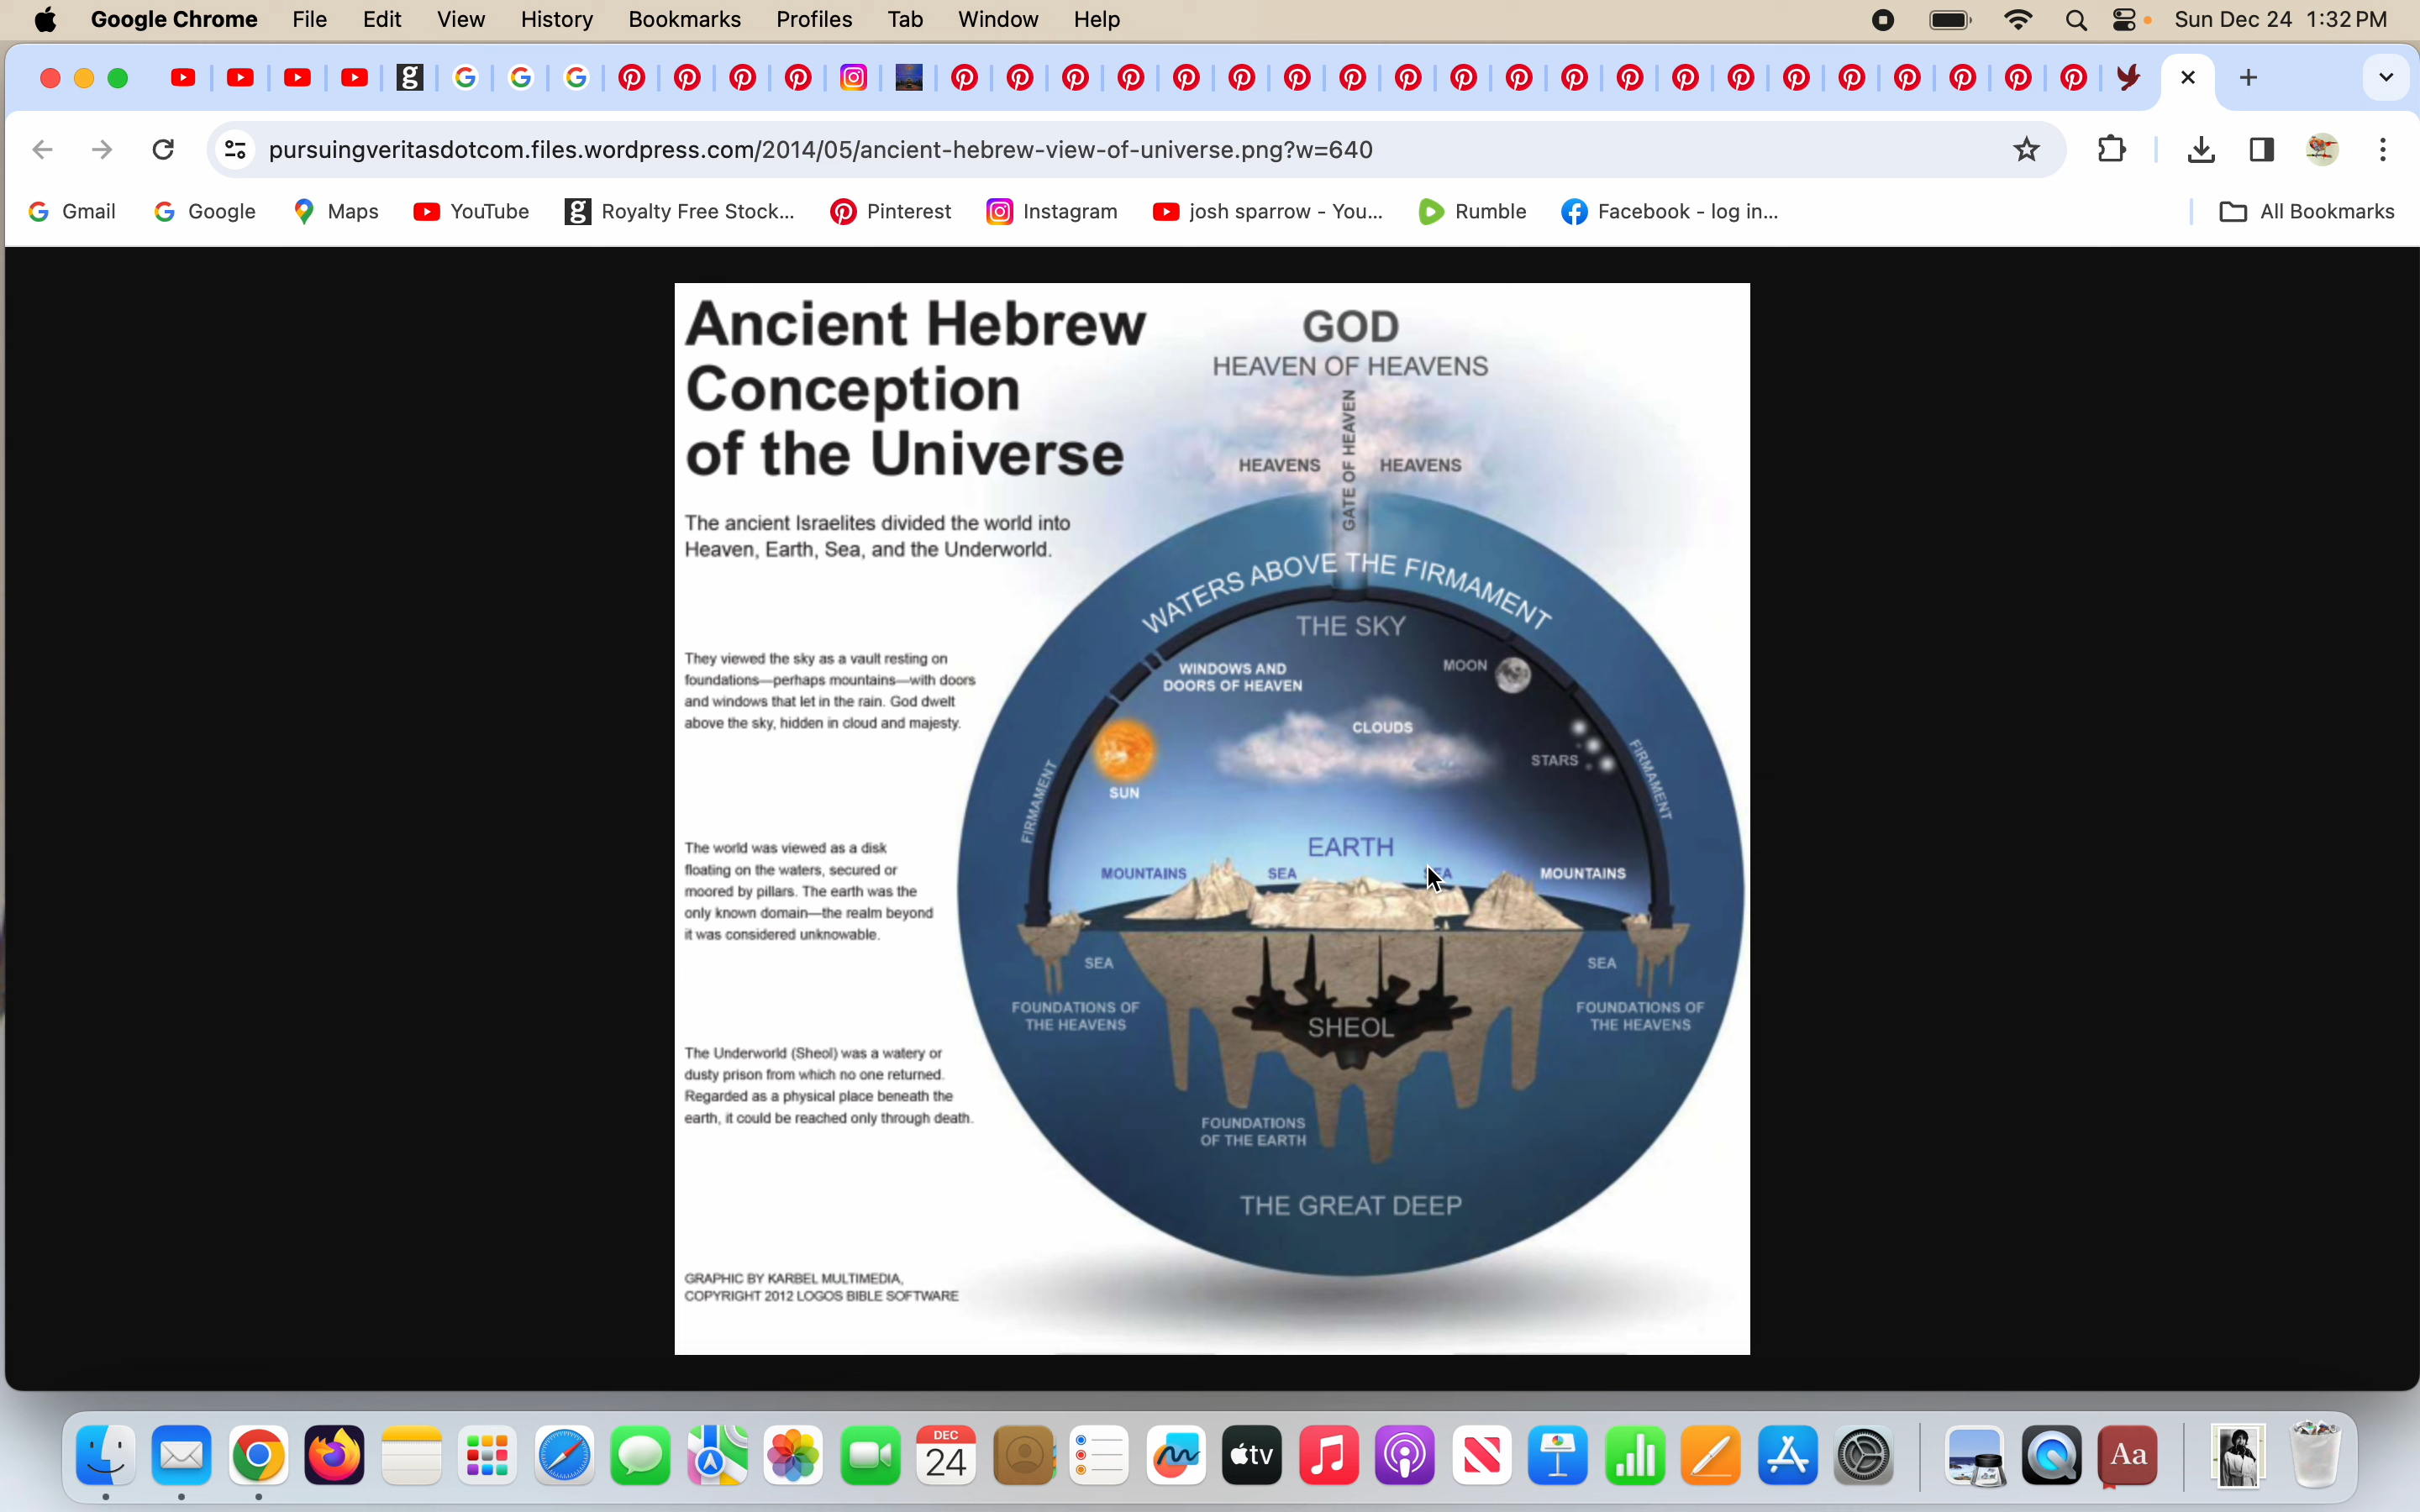 Google Chrome File Edit View History Bookmarks Profiles Tab Window Help Sun Dec 24 1:32 PM
pursuingveritasdotcom.files.wordpress.com/2014/05/ancient-hebrew-view-of-universe.png?w=640
Gmail Google Maps YouTube Royalty Free Stock... Pinterest Instagram josh sparrow - You... Rumble Facebook - log in... All Bookmarks
Ancient Hebrew
Conception
of the Universe
The ancient Israelites divided the world into
Heaven, Earth, Sea, and the Underworld.
They viewed the sky as a vault resting on
foundations—perhaps mountains—with doors
and windows that let in the rain. God dwelt
above the sky, hidden in cloud and majesty.
The world was viewed as a disk
floating on the waters, secured or
moored by pillars. The earth was the
only known domain—the realm beyond
it was considered unknowable.
The Underworld (Sheol) was a watery or
dusty prison from which no one returned.
Regarded as a physical place beneath the
earth, it could be reached only through death.
GRAPHIC BY KARBEL MULTIMEDIA,
COPYRIGHT 2012 LOGOS BIBLE SOFTWARE
GOD
HEAVEN OF HEAVENS
GATE OF HEAVEN
HEAVENS HEAVENS
WATERS ABOVE THE FIRMAMENT
THE SKY
WINDOWS AND
DOORS OF HEAVEN
MOON
CLOUDS
STARS
SUN
FIRMAMENT
FIRMAMENT
EARTH
MOUNTAINS SEA MOUNTAINS
SEA SEA
FOUNDATIONS OF
THE HEAVENS
FOUNDATIONS OF
THE HEAVENS
SHEOL
FOUNDATIONS
OF THE EARTH
THE GREAT DEEP
DEC
24
tv
Aa